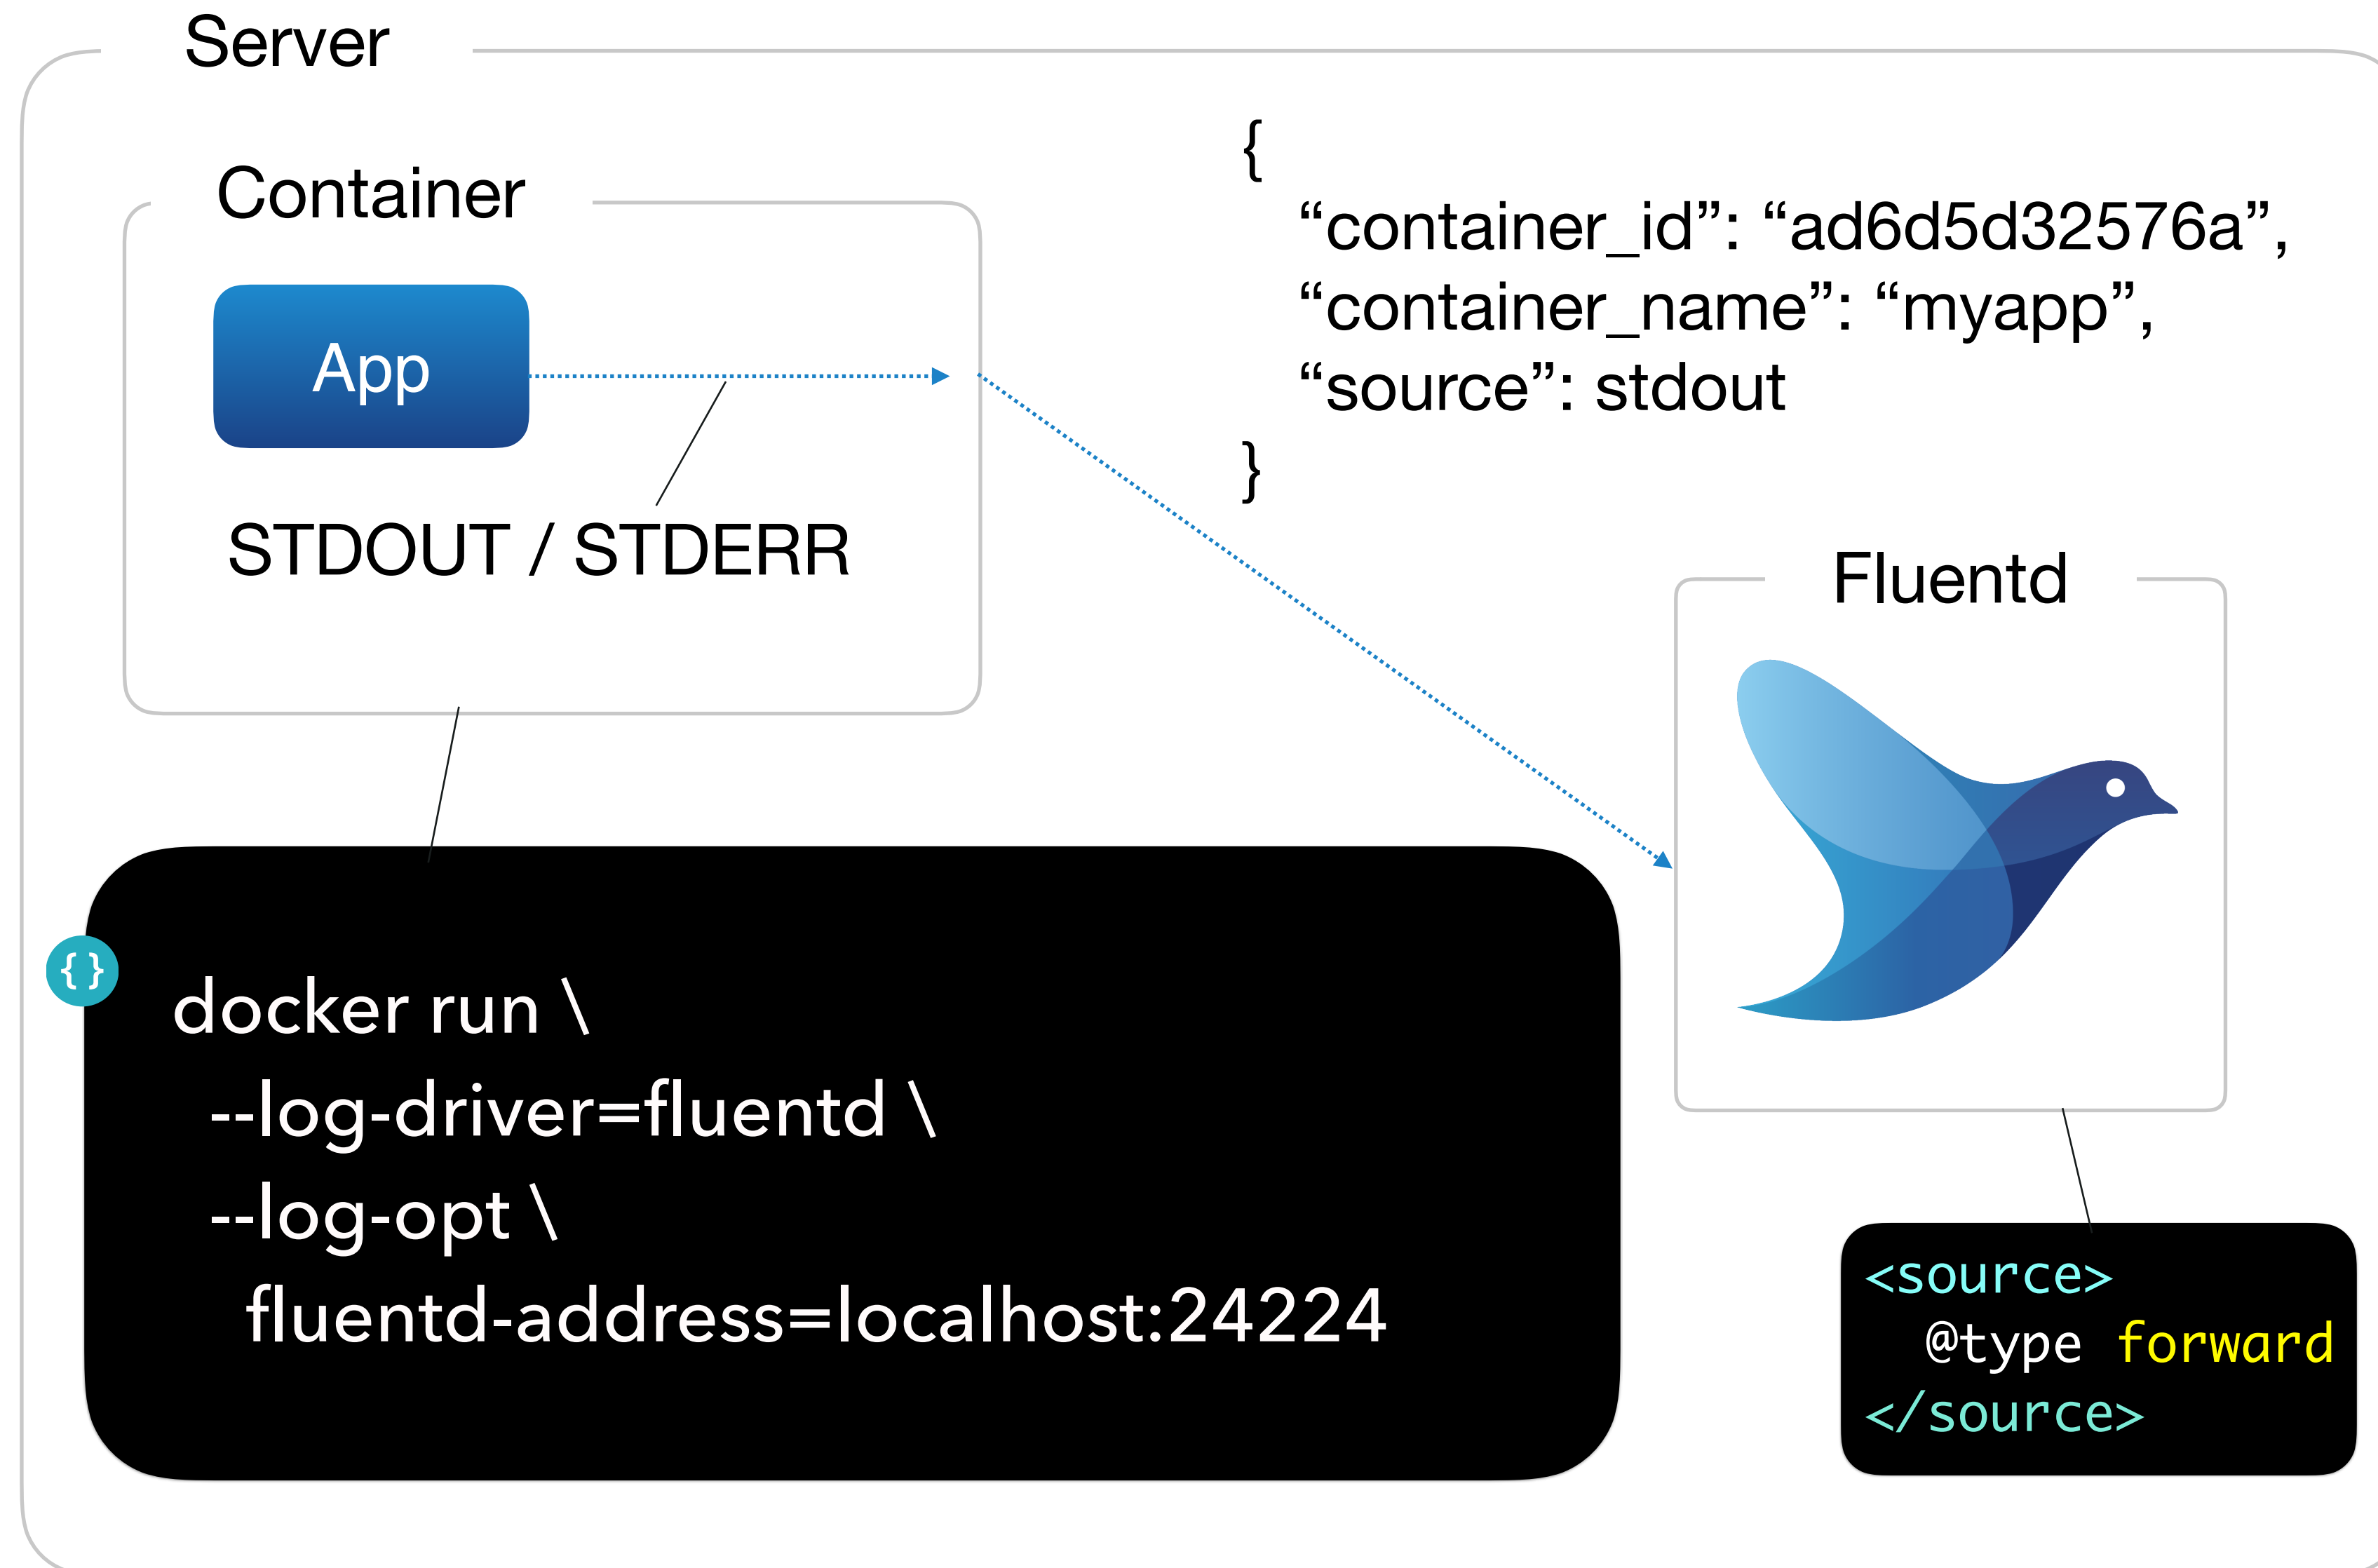 Server
Container
App
STDOUT / STDERR
{
“container_id”: “ad6d5d32576a”,
“container_name”: “myapp”,
“source”: stdout
}
Fluentd
{}
docker run \
--log-driver=fluentd \
--log-opt \
fluentd-address=localhost:24224
<source>
@type forward
</source>